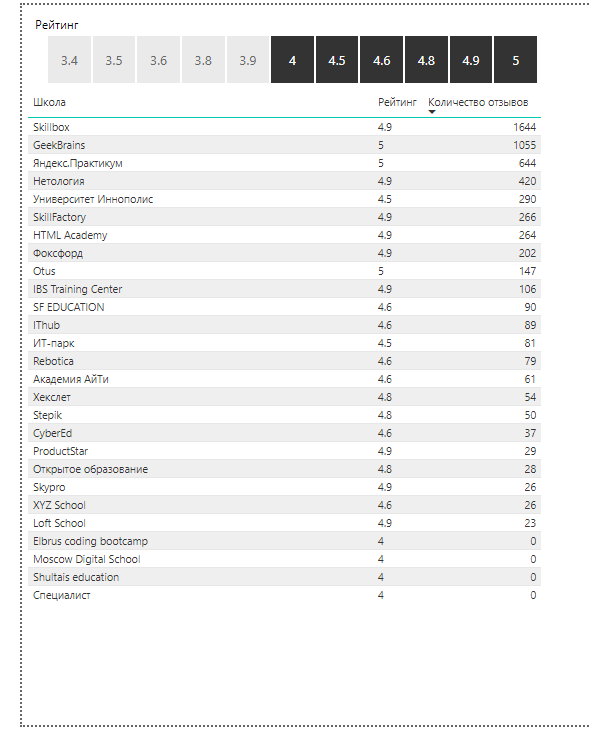 Рейтинг
3.4 3.5 3.6 3.8 3.9 4 4.5 4.6 4.8 4.9 5
Школа Рейтинг Количество отзывов
Skillbox 4.9 1644
GeekBrains 5 1055
Яндекс.Практикум 5 644
Нетология 4.9 420
Университет Иннополис 4.5 290
SkillFactory 4.9 266
HTML Academy 4.9 264
Фоксфорд 4.9 202
Otus 5 147
IBS Training Center 4.9 106
SF EDUCATION 4.6 90
IThub 4.6 89
ИТ-парк 4.5 81
Rebotica 4.6 79
Академия АйТи 4.6 61
Хекслет 4.8 54
Stepik 4.8 50
CyberEd 4.6 37
ProductStar 4.9 29
Открытое образование 4.8 28
Skypro 4.9 26
XYZ School 4.6 26
Loft School 4.9 23
Elbrus coding bootcamp 4 0
Moscow Digital School 4 0
Shultais education 4 0
Специалист 4 0